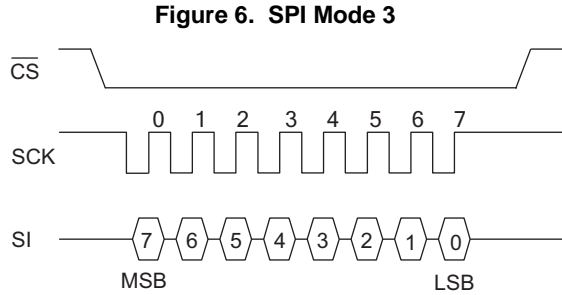 Figure 6. SPI Mode 3
CS
0 1 2 3 4 5 6 7
SCK
SI 7 6 5 4 3 2 1 0
MSB LSB